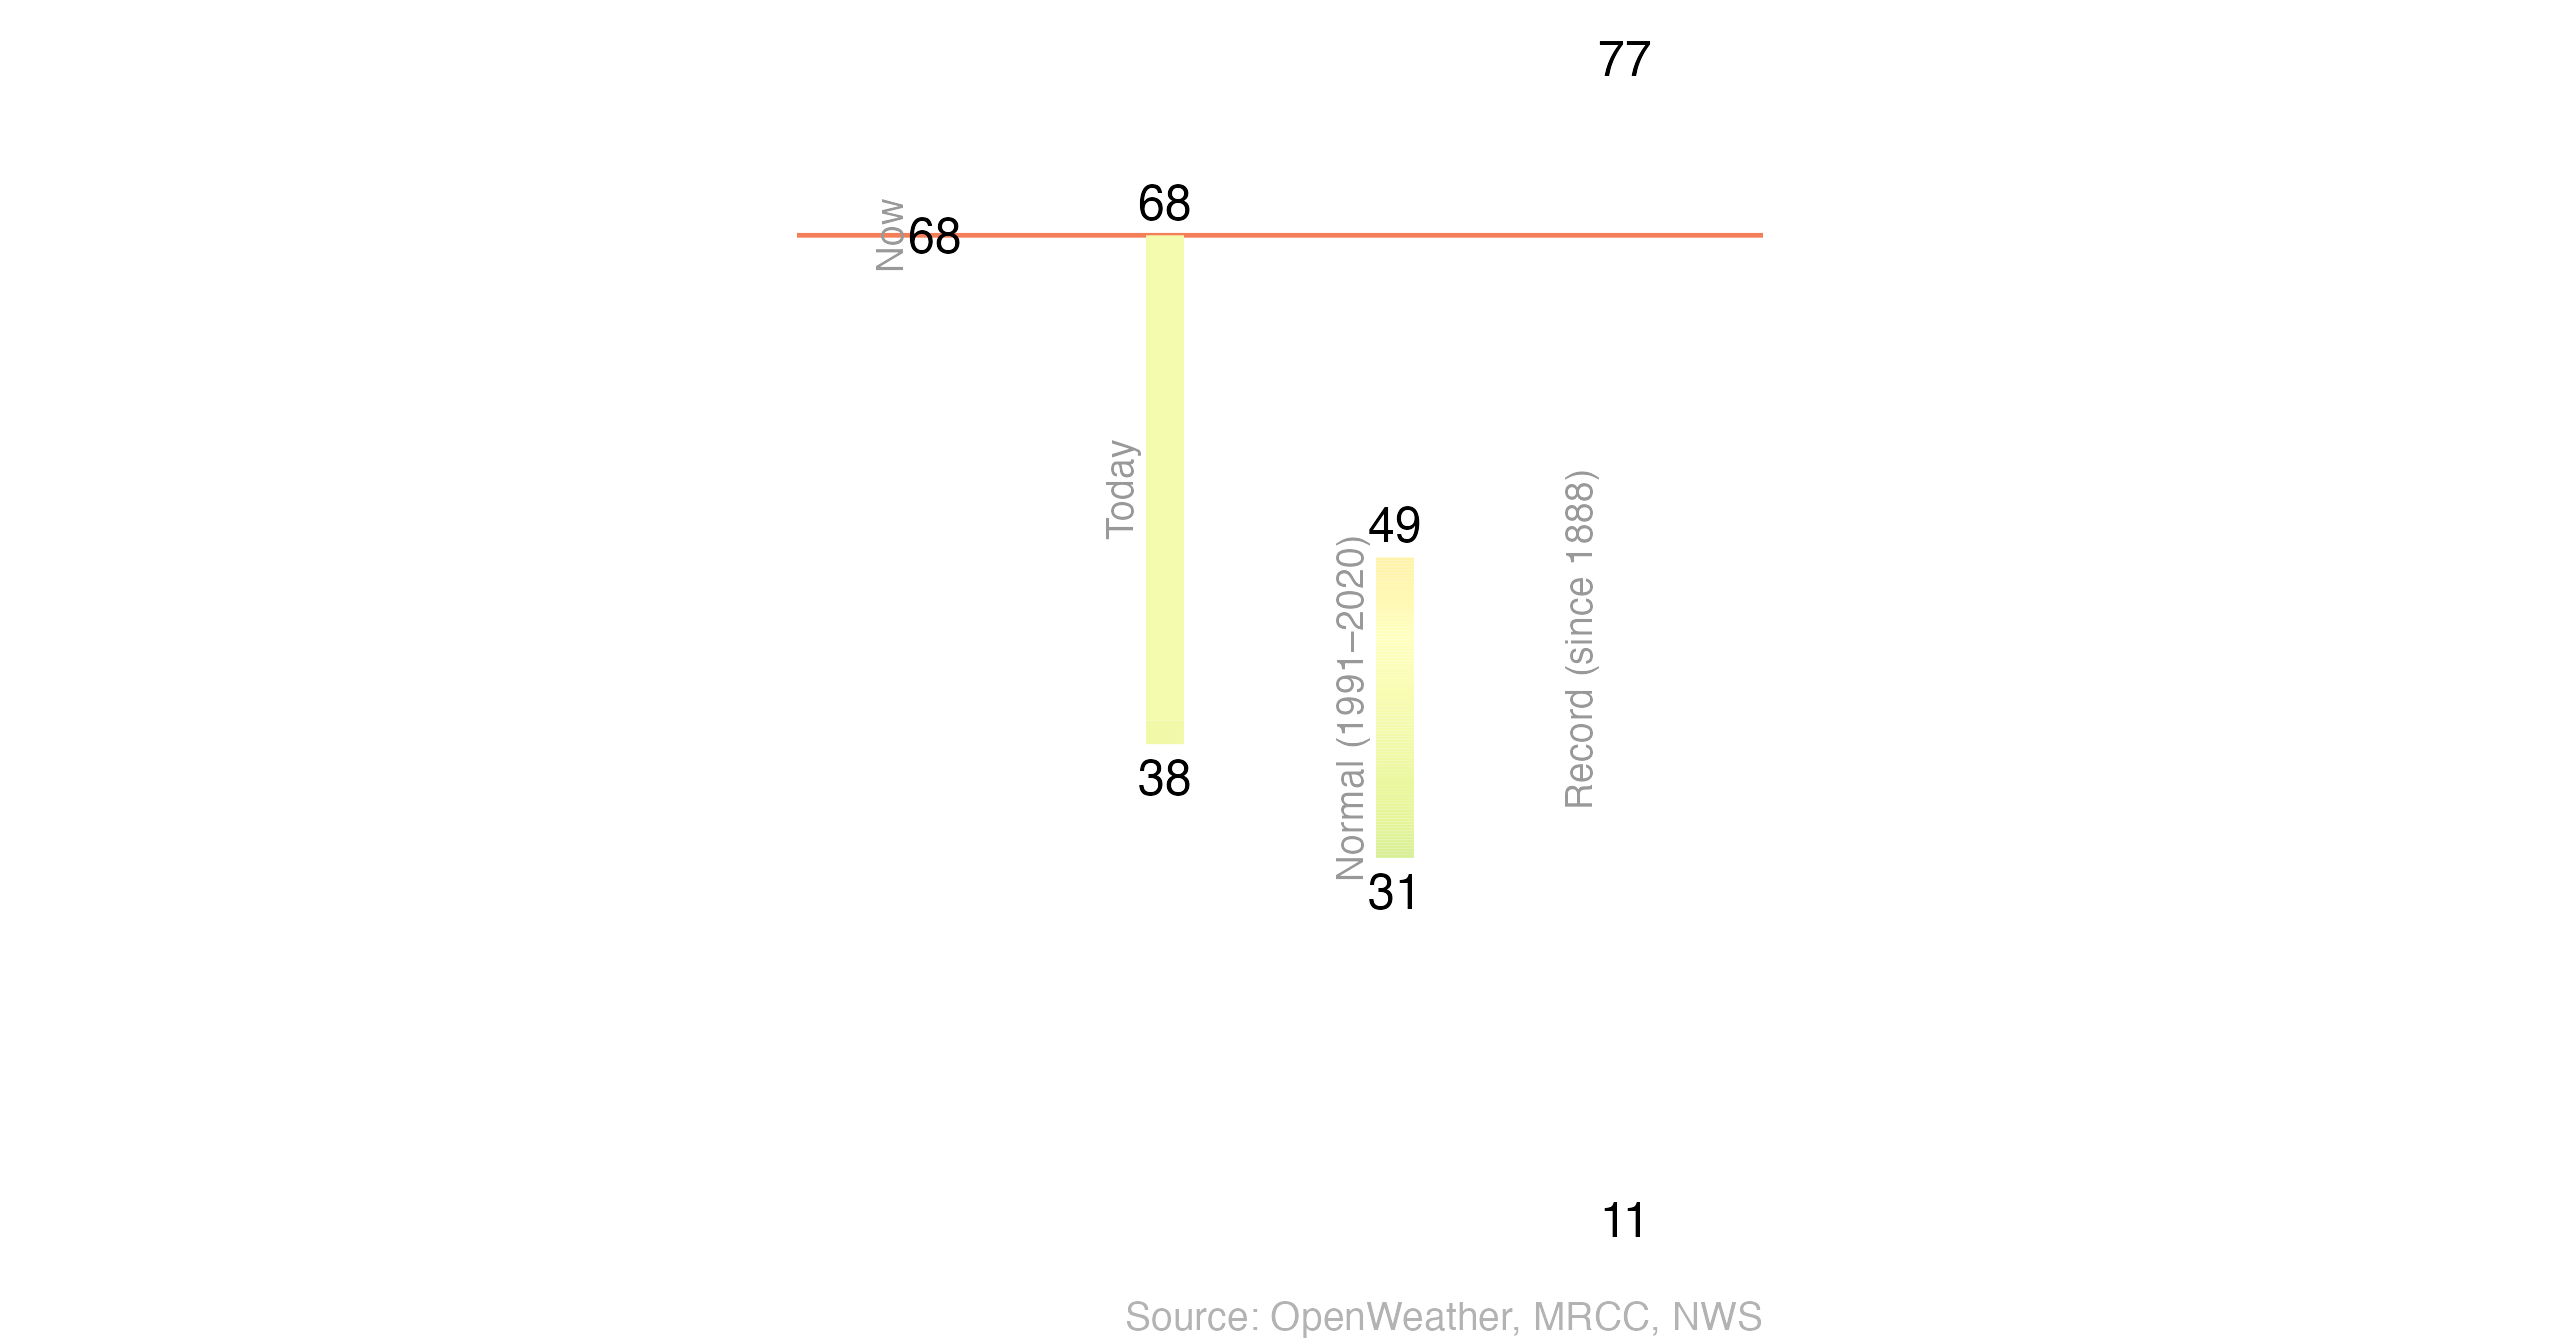 77
68
Now
68
Today
38
49
Normal (1991–2020)
31
Record (since 1888)
11
Source: OpenWeather, MRCC, NWS